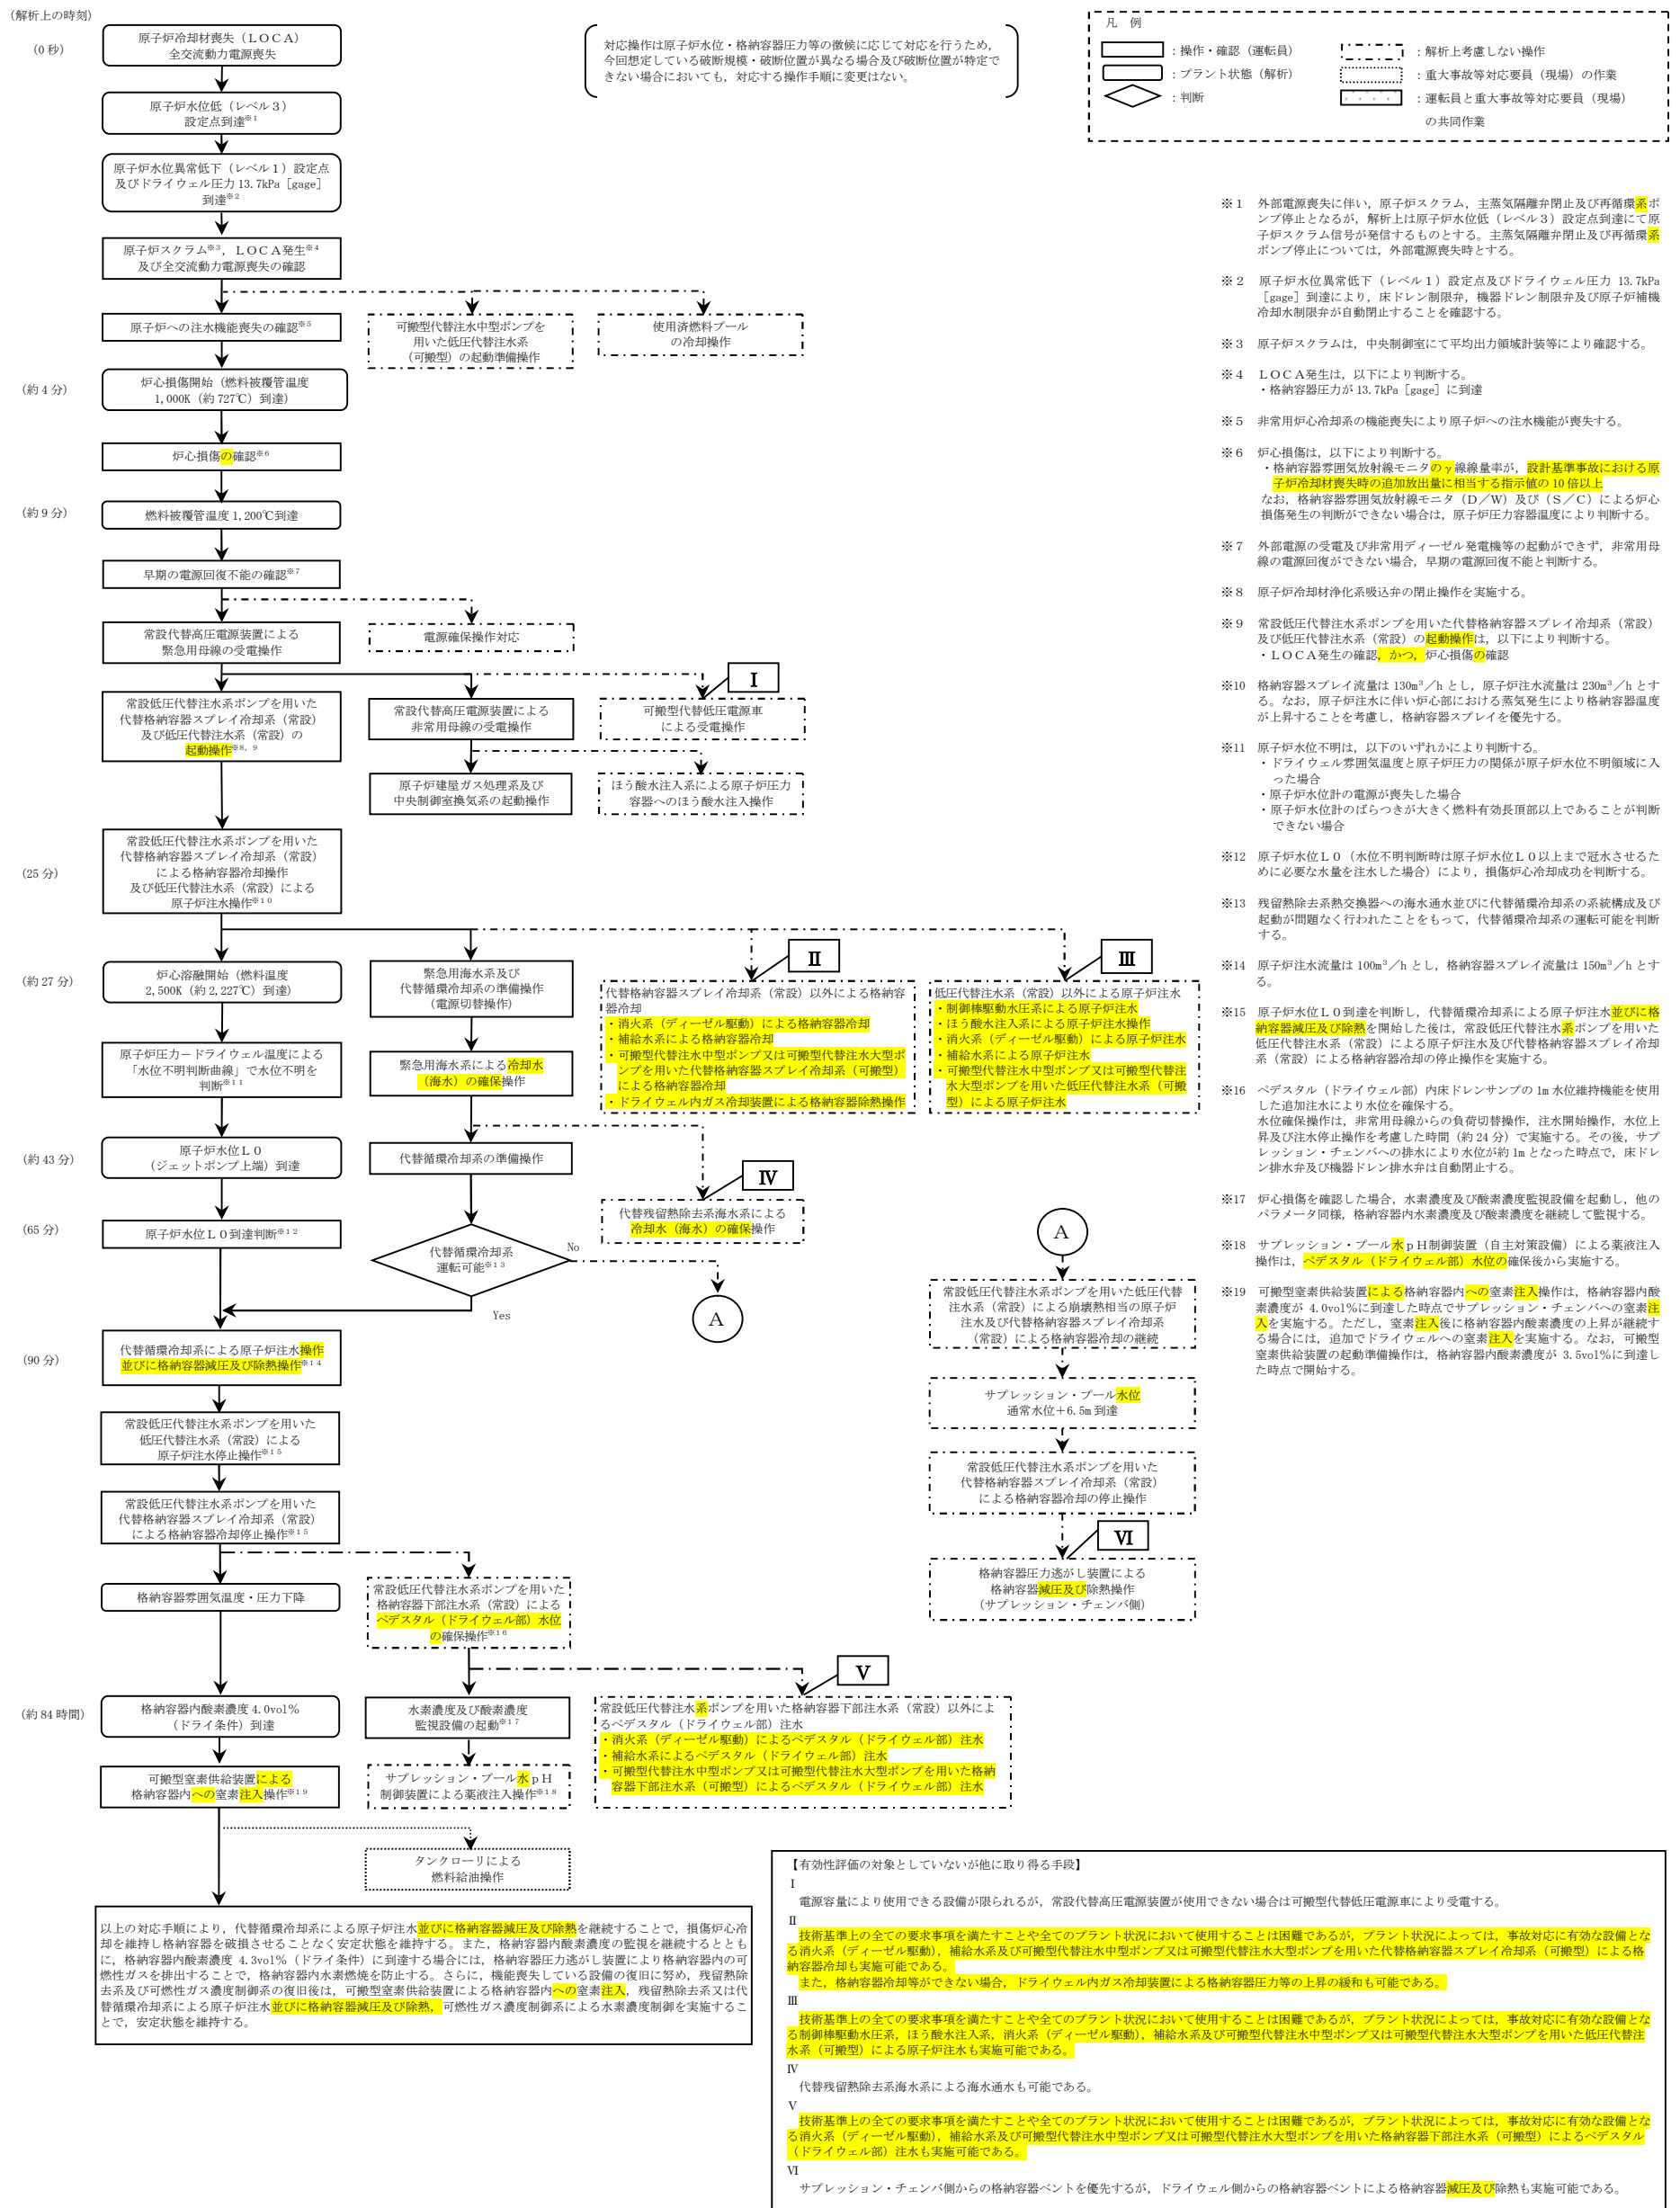 (解析上の時刻)
(0 秒)
原子炉冷却材喪失（ＬＯＣＡ）
全交流動力電源喪失
対応操作は原子炉水位・格納容器圧力等の徴候に応じて対応を行うため，
今回想定している破断規模・破断位置が異なる場合及び破断位置が特定で
きない場合においても，対応する操作手順に変更はない。
凡　例
：操作・確認（運転員）
：プラント状態（解析）
：判断
：解析上考慮しない操作
：重大事故等対応要員（現場）の作業
：運転員と重大事故等対応要員（現場）
の共同作業
原子炉水位低（レベル３）
設定点到達※１
原子炉水位異常低下（レベル１）設定点
及びドライウェル圧力 13.7kPa［gage］
到達※２
原子炉スクラム※３，ＬＯＣＡ発生※４
及び全交流動力電源喪失の確認
原子炉への注水機能喪失の確認※５
可搬型代替注水中型ポンプを
用いた低圧代替注水系
（可搬型）の起動準備操作
使用済燃料プール
の冷却操作
(約 4 分)
炉心損傷開始（燃料被覆管温度
1,000K（約 727℃）到達）
炉心損傷の確認※６
(約 9 分)
燃料被覆管温度 1,200℃到達
早期の電源回復不能の確認※７
常設代替高圧電源装置による
緊急用母線の受電操作
電源確保操作対応
Ⅰ
常設低圧代替注水系ポンプを用いた
代替格納容器スプレイ冷却系（常設）
及び低圧代替注水系（常設）の
起動操作※８，９
常設代替高圧電源装置による
非常用母線の受電操作
可搬型代替低圧電源車
による受電操作
原子炉建屋ガス処理系及び
中央制御室換気系の起動操作
ほう酸水注入系による原子炉圧力
容器へのほう酸水注入操作
(25 分)
常設低圧代替注水系ポンプを用いた
代替格納容器スプレイ冷却系（常設）
による格納容器冷却操作
及び低圧代替注水系（常設）による
原子炉注水操作※１０
(約 27 分)
炉心溶融開始（燃料温度
2,500K（約 2,227℃）到達）
緊急用海水系及び
代替循環冷却系の準備操作
（電源切替操作）
Ⅱ
代替格納容器スプレイ冷却系（常設）以外による格納容
器冷却
・消火系（ディーゼル駆動）による格納容器冷却
・補給水系による格納容器冷却
・可搬型代替注水中型ポンプ又は可搬型代替注水大型ポ
ンプを用いた代替格納容器スプレイ冷却系（可搬型）
による格納容器冷却
・ドライウェル内ガス冷却装置による格納容器除熱操作
Ⅲ
低圧代替注水系（常設）以外による原子炉注水
・制御棒駆動水圧系による原子炉注水
・ほう酸水注入系による原子炉注水操作
・消火系（ディーゼル駆動）による原子炉注水
・補給水系による原子炉注水
・可搬型代替注水中型ポンプ又は可搬型代替注
水大型ポンプを用いた低圧代替注水系（可搬
型）による原子炉注水
原子炉圧力－ドライウェル温度による
「水位不明判断曲線」で水位不明を
判断※１１
緊急用海水系による冷却水
（海水）の確保操作
(約 43 分)
原子炉水位Ｌ０
（ジェットポンプ上端）到達
代替循環冷却系の準備操作
Ⅳ
代替残留熱除去系海水系による
冷却水（海水）の確保操作
(65 分)
原子炉水位Ｌ０到達判断※１２
代替循環冷却系
運転可能※１３
No
Yes
Ａ
(90 分)
代替循環冷却系による原子炉注水操作
並びに格納容器減圧及び除熱操作※１４
常設低圧代替注水系ポンプを用いた
低圧代替注水系（常設）による
原子炉注水停止操作※１５
常設低圧代替注水系ポンプを用いた
代替格納容器スプレイ冷却系（常設）
による格納容器冷却停止操作※１５
格納容器雰囲気温度・圧力下降
常設低圧代替注水系ポンプを用いた
格納容器下部注水系（常設）による
ペデスタル（ドライウェル部）水位
の確保操作※１６
Ａ
常設低圧代替注水系ポンプを用いた低圧代替
注水系（常設）による崩壊熱相当の原子炉
注水及び代替格納容器スプレイ冷却系
（常設）による格納容器冷却の継続
サプレッション・プール水位
通常水位＋6.5m 到達
常設低圧代替注水系ポンプを用いた
代替格納容器スプレイ冷却系（常設）
による格納容器冷却の停止操作
Ⅵ
格納容器圧力逃がし装置による
格納容器減圧及び除熱操作
（サプレッション・チェンバ側）
(約 84 時間)
格納容器内酸素濃度 4.0vol％
（ドライ条件）到達
水素濃度及び酸素濃度
監視設備の起動※１７
Ⅴ
常設低圧代替注水系ポンプを用いた格納容器下部注水系（常設）以外によ
るペデスタル（ドライウェル部）注水
・消火系（ディーゼル駆動）によるペデスタル（ドライウェル部）注水
・補給水系によるペデスタル（ドライウェル部）注水
・可搬型代替注水中型ポンプ又は可搬型代替注水大型ポンプを用いた格納
容器下部注水系（可搬型）によるペデスタル（ドライウェル部）注水
可搬型窒素供給装置による
格納容器内への窒素注入操作※１９
サプレッション・プール水ｐＨ
制御装置による薬液注入操作※１８
タンクローリによる
燃料給油操作
以上の対応手順により，代替循環冷却系による原子炉注水並びに格納容器減圧及び除熱を継続することで，損傷炉心冷
却を維持し格納容器を破損させることなく安定状態を維持する。また，格納容器内酸素濃度の監視を継続するととも
に，格納容器内酸素濃度 4.3vol％（ドライ条件）に到達する場合には，格納容器圧力逃がし装置により格納容器内の可
燃性ガスを排出することで，格納容器内水素燃焼を防止する。さらに，機能喪失している設備の復旧に努め，残留熱除
去系及び可燃性ガス濃度制御系の復旧後は，可搬型窒素供給装置による格納容器内への窒素注入，残留熱除去系又は代
替循環冷却系による原子炉注水並びに格納容器減圧及び除熱，可燃性ガス濃度制御系による水素濃度制御を実施するこ
とで，安定状態を維持する。
※１　外部電源喪失に伴い，原子炉スクラム，主蒸気隔離弁閉止及び再循環系ポ
ンプ停止となるが，解析上は原子炉水位低（レベル３）設定点到達にて原
子炉スクラム信号が発信するものとする。主蒸気隔離弁閉止及び再循環系
ポンプ停止については，外部電源喪失時とする。
※２　原子炉水位異常低下（レベル１）設定点及びドライウェル圧力 13.7kPa
［gage］到達により，床ドレン制限弁，機器ドレン制限弁及び原子炉補機
冷却水制限弁が自動閉止することを確認する。
※３　原子炉スクラムは，中央制御室にて平均出力領域計装等により確認する。
※４　ＬＯＣＡ発生は，以下により判断する。
・格納容器圧力が 13.7kPa［gage］に到達
※５　非常用炉心冷却系の機能喪失により原子炉への注水機能が喪失する。
※６　炉心損傷は，以下により判断する。
・格納容器雰囲気放射線モニタのγ線線量率が，設計基準事故における原
子炉冷却材喪失時の追加放出量に相当する指示値の 10 倍以上
なお，格納容器雰囲気放射線モニタ（Ｄ／Ｗ）及び（Ｓ／Ｃ）による炉心
損傷発生の判断ができない場合は，原子炉圧力容器温度により判断する。
※７　外部電源の受電及び非常用ディーゼル発電機等の起動ができず，非常用母
線の電源回復ができない場合，早期の電源回復不能と判断する。
※８　原子炉冷却材浄化系吸込弁の閉止操作を実施する。
※９　常設低圧代替注水系ポンプを用いた代替格納容器スプレイ冷却系（常設）
及び低圧代替注水系（常設）の起動操作は，以下により判断する。
・ＬＯＣＡ発生の確認，かつ，炉心損傷の確認
※10　格納容器スプレイ流量は 130m³／h とし，原子炉注水流量は 230m³／h とす
る。なお，原子炉注水に伴い炉心部における蒸気発生により格納容器温度
が上昇することを考慮し，格納容器スプレイを優先する。
※11　原子炉水位不明は，以下のいずれかにより判断する。
・ドライウェル雰囲気温度と原子炉圧力の関係が原子炉水位不明領域に入
った場合
・原子炉水位計の電源が喪失した場合
・原子炉水位計のばらつきが大きく燃料有効長頂部以上であることが判断
できない場合
※12　原子炉水位Ｌ０（水位不明判断時は原子炉水位Ｌ０以上まで冠水させるた
めに必要な水量を注水した場合）により，損傷炉心冷却成功を判断する。
※13　残留熱除去系熱交換器への海水通水並びに代替循環冷却系の系統構成及び
起動が問題なく行われたことをもって，代替循環冷却系の運転可能を判断
する。
※14　原子炉注水流量は 100m³／h とし，格納容器スプレイ流量は 150m³／h とす
る。
※15　原子炉水位Ｌ０到達を判断し，代替循環冷却系による原子炉注水並びに格
納容器減圧及び除熱を開始した後は，常設低圧代替注水系ポンプを用いた
低圧代替注水系（常設）による原子炉注水及び代替格納容器スプレイ冷却
系（常設）による格納容器冷却の停止操作を実施する。
※16　ペデスタル（ドライウェル部）内床ドレンサンプの 1m 水位維持機能を使用
した追加注水により水位を確保する。
水位確保操作は，非常用母線からの負荷切替操作，注水開始操作，水位上
昇及び注水停止操作を考慮した時間（約 24 分）で実施する。その後，サプ
レッション・チェンバへの排水により水位が約 1m となった時点で，床ドレ
ン排水弁及び機器ドレン排水弁は自動閉止する。
※17　炉心損傷を確認した場合，水素濃度及び酸素濃度監視設備を起動し，他の
パラメータ同様，格納容器内水素濃度及び酸素濃度を継続して監視する。
※18　サプレッション・プール水ｐＨ制御装置（自主対策設備）による薬液注入
操作は，ペデスタル（ドライウェル部）水位の確保後から実施する。
※19　可搬型窒素供給装置による格納容器内への窒素注入操作は，格納容器内酸
素濃度が 4.0vol％に到達した時点でサプレッション・チェンバへの窒素注
入を実施する。ただし，窒素注入後に格納容器内酸素濃度の上昇が継続す
る場合には，追加でドライウェルへの窒素注入を実施する。なお，可搬型
窒素供給装置の起動準備操作は，格納容器内酸素濃度が 3.5vol％に到達し
た時点で開始する。
【有効性評価の対象としていないが他に取り得る手段】
Ⅰ
電源容量により使用できる設備が限られるが，常設代替高圧電源装置が使用できない場合は可搬型代替低圧電源車により受電する。
Ⅱ
技術基準上の全ての要求事項を満たすことや全てのプラント状況において使用することは困難であるが，プラント状況によっては，事故対応に有効な設備とな
る消火系（ディーゼル駆動），補給水系及び可搬型代替注水中型ポンプ又は可搬型代替注水大型ポンプを用いた代替格納容器スプレイ冷却系（可搬型）による格
納容器冷却も実施可能である。
また，格納容器冷却等ができない場合，ドライウェル内ガス冷却装置による格納容器圧力等の上昇の緩和も可能である。
Ⅲ
技術基準上の全ての要求事項を満たすことや全てのプラント状況において使用することは困難であるが，プラント状況によっては，事故対応に有効な設備とな
る制御棒駆動水圧系，ほう酸水注入系，消火系（ディーゼル駆動），補給水系及び可搬型代替注水中型ポンプ又は可搬型代替注水大型ポンプを用いた低圧代替注
水系（可搬型）による原子炉注水も実施可能である。
Ⅳ
代替残留熱除去系海水系による海水通水も可能である。
Ⅴ
技術基準上の全ての要求事項を満たすことや全てのプラント状況において使用することは困難であるが，プラント状況によっては，事故対応に有効な設備とな
る消火系（ディーゼル駆動），補給水系及び可搬型代替注水中型ポンプ又は可搬型代替注水大型ポンプを用いた格納容器下部注水系（可搬型）によるペデスタル
（ドライウェル部）注水も実施可能である。
Ⅵ
サプレッション・チェンバ側からの格納容器ベントを優先するが，ドライウェル側からの格納容器ベントによる格納容器減圧及び除熱も実施可能である。